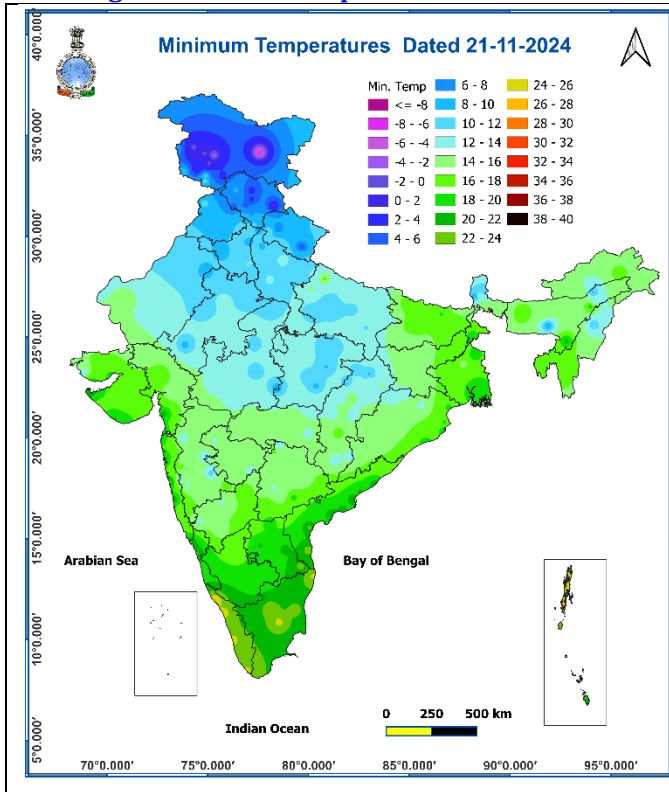 Minimum Temperatures Dated 21-11-2024
Min. Temp
<= -8
-8 - -6
-6 - -4
-4 - -2
-2 - 0
0 - 2
2 - 4
4 - 6
6 - 8
8 - 10
10 - 12
12 - 14
14 - 16
16 - 18
18 - 20
20 - 22
22 - 24
24 - 26
26 - 28
28 - 30
30 - 32
32 - 34
34 - 36
36 - 38
38 - 40
40°0.000'
35°0.000'
30°0.000'
25°0.000'
20°0.000'
15°0.000'
10°0.000'
5°0.000'
Arabian Sea
Bay of Bengal
Indian Ocean
0 250 500 km
70°0.000' 75°0.000' 80°0.000' 85°0.000' 90°0.000' 95°0.000'